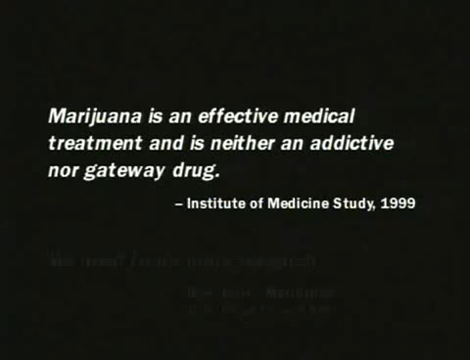 Marijuana is an effective medical
treatment and is neither an addictive
nor gateway drug.
– Institute of Medicine Study, 1999